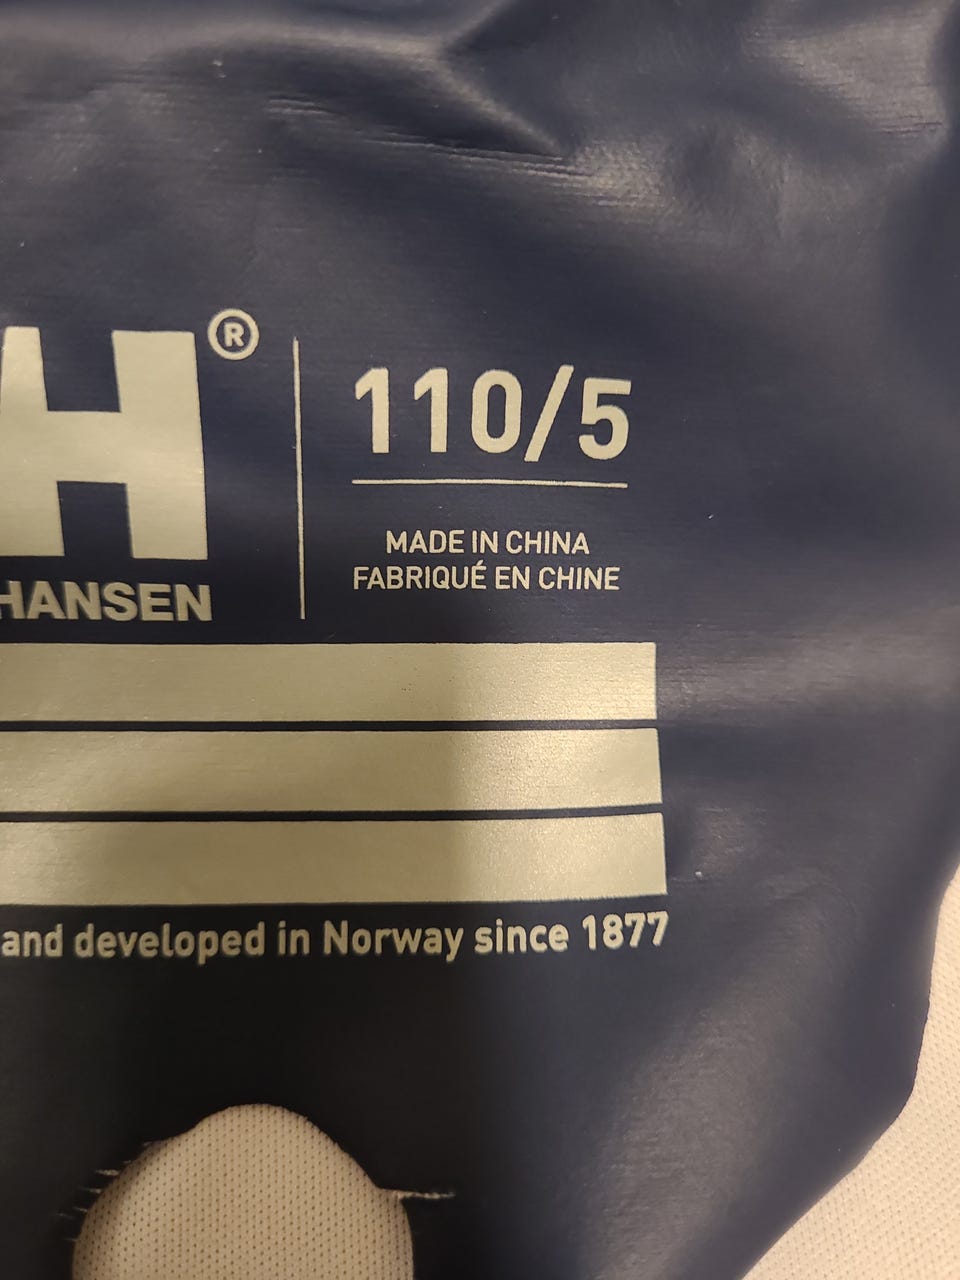 H®
HANSEN
110/5
MADE IN CHINA
FABRIQUÉ EN CHINE
and developed in Norway since 1877